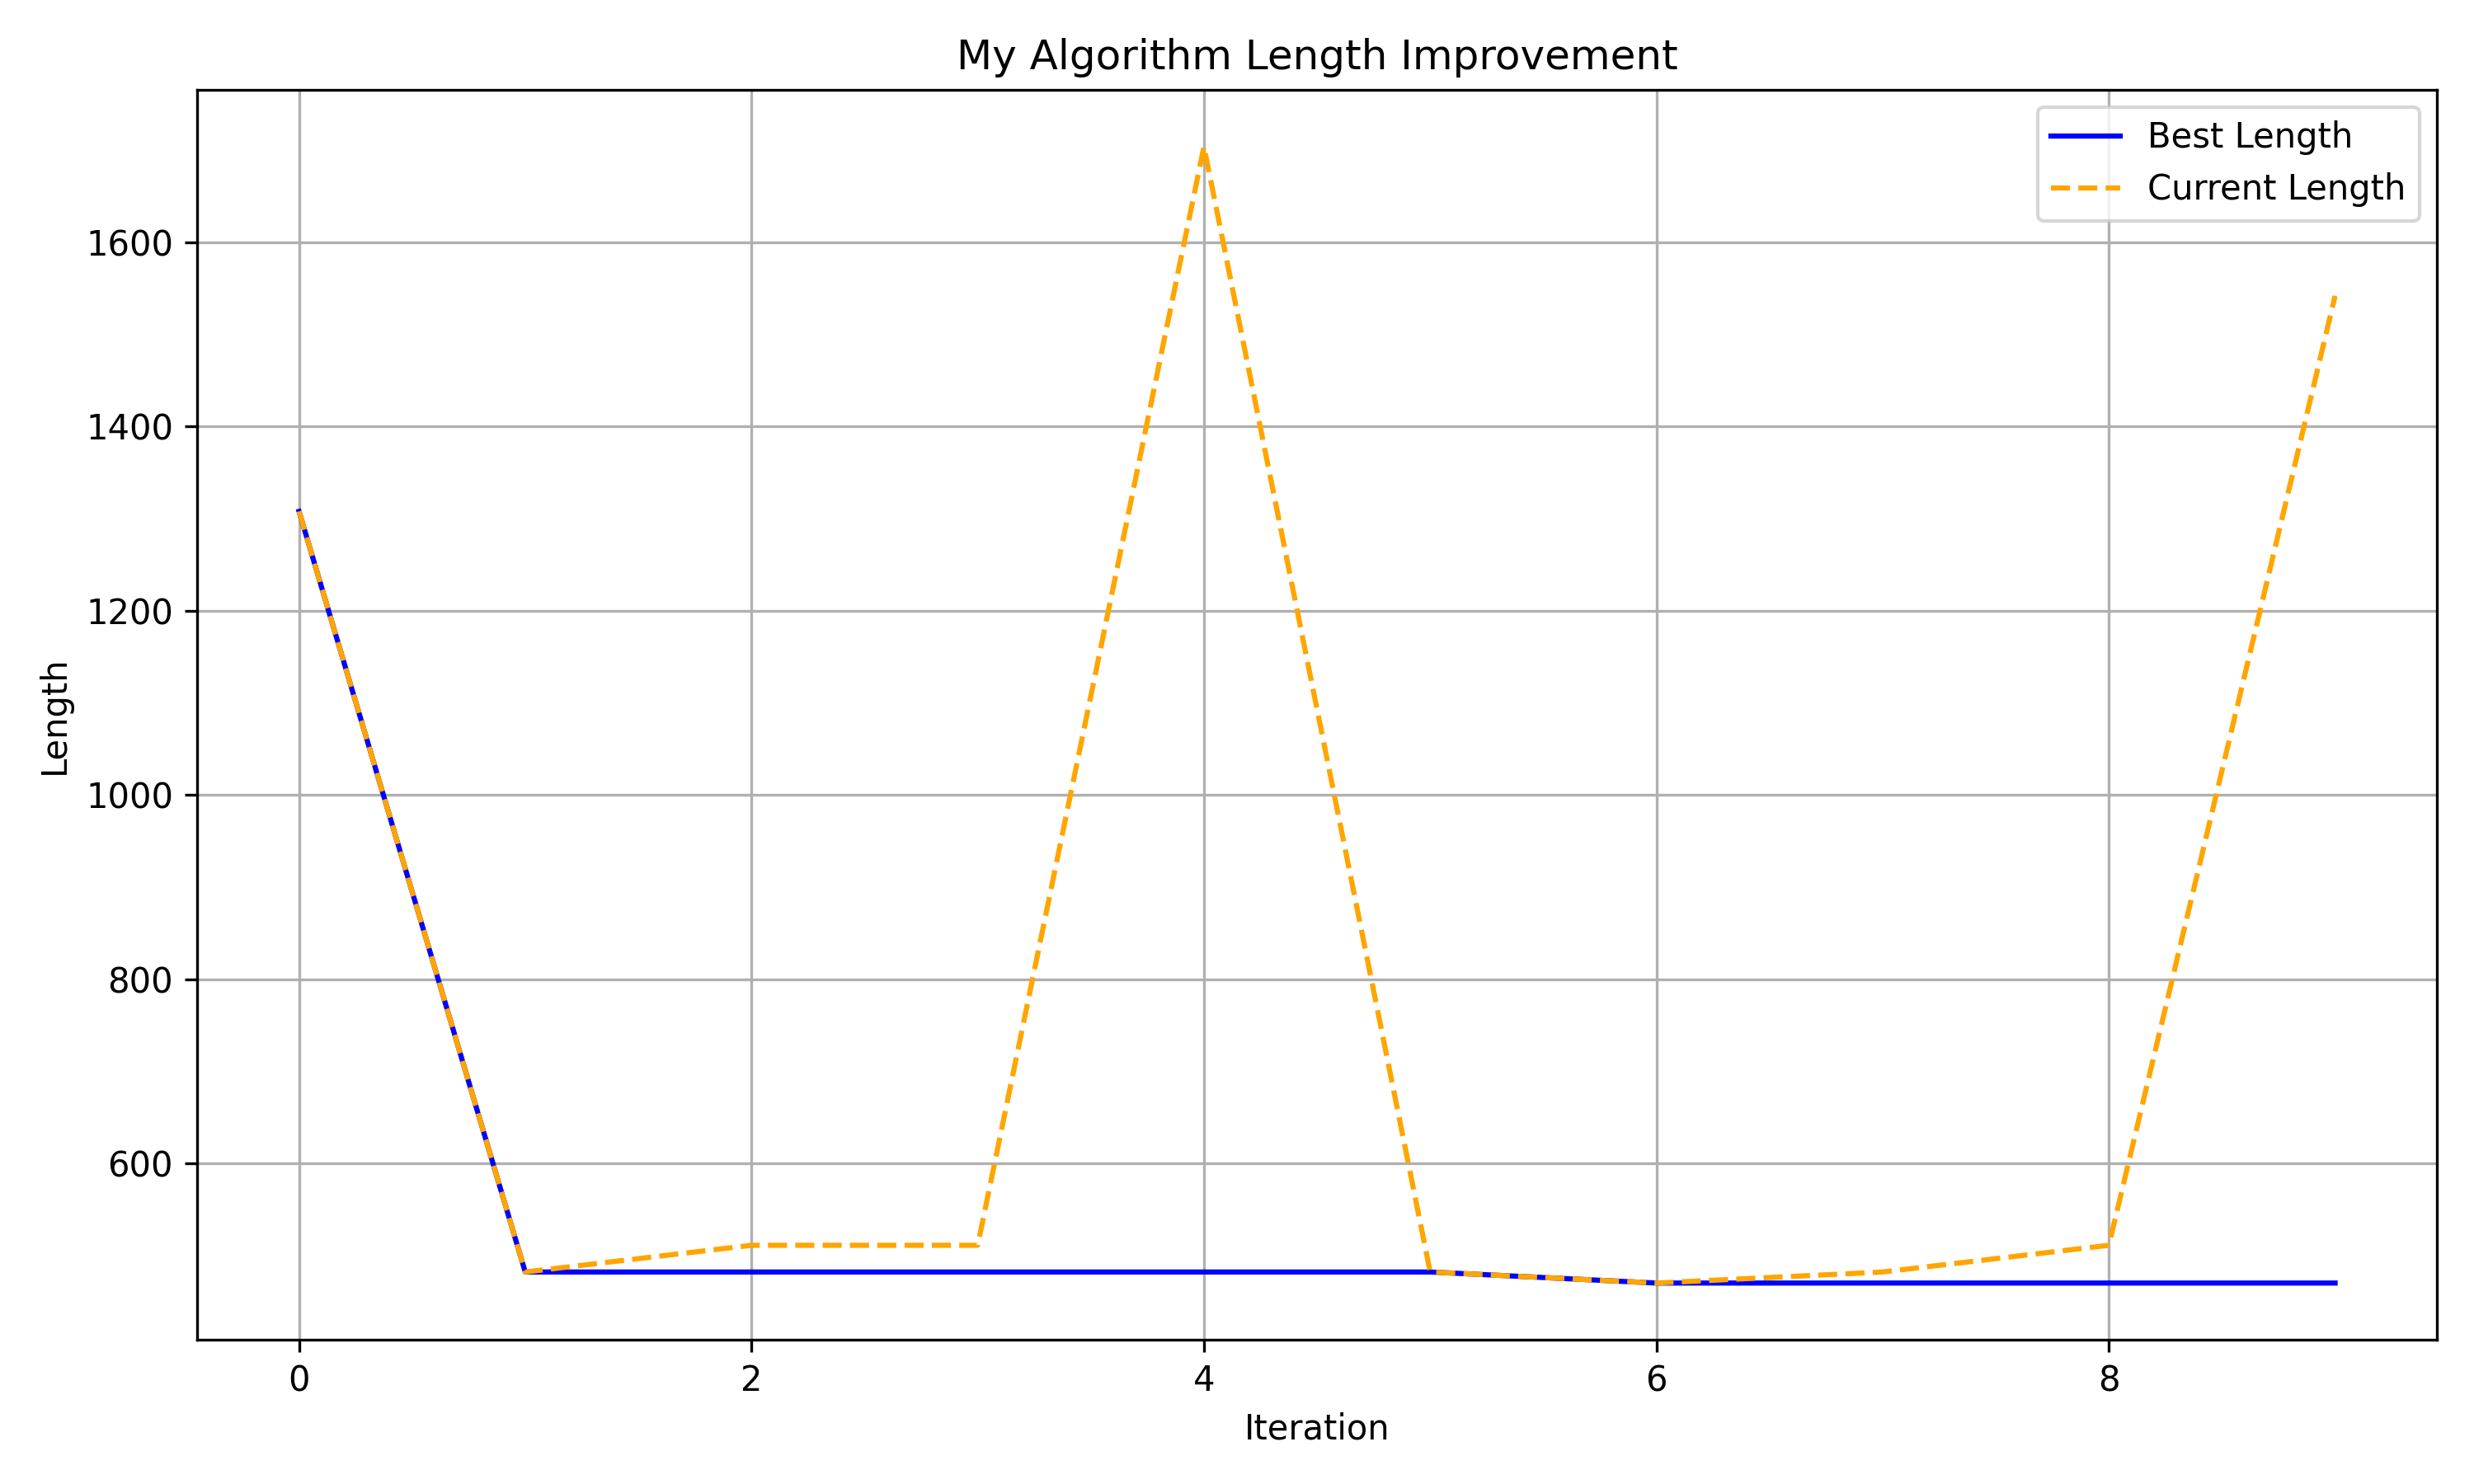 My Algorithm Length Improvement
Best Length
Current Length
1600
1400
1200
1000
800
600
Length
0 2 4 6 8
Iteration